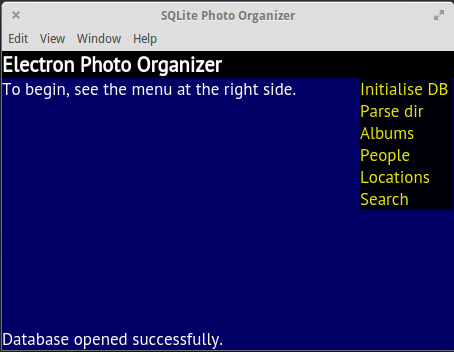 SQLite Photo Organizer
Edit View Window Help
Electron Photo Organizer
To begin, see the menu at the right side.
Initialise DB
Parse dir
Albums
People
Locations
Search
Database opened successfully.